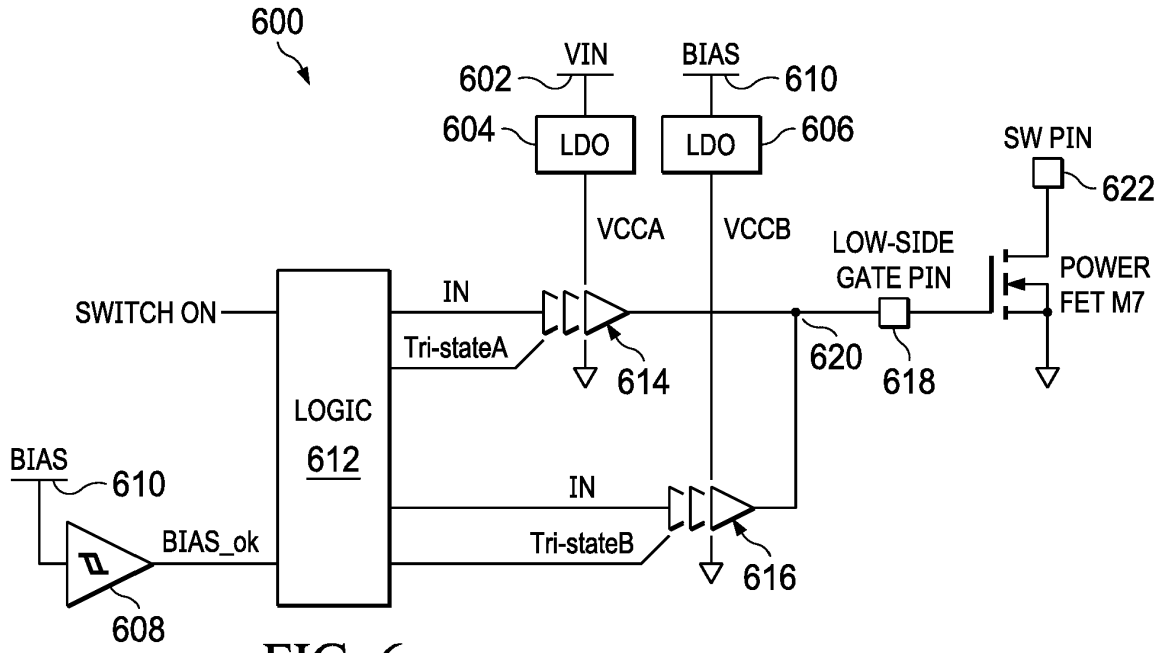 600
VIN
602
BIAS
610
604
LDO
LDO
606
SW PIN
622
VCCA
VCCB
LOW-SIDE
GATE PIN
POWER
FET M7
SWITCH ON
IN
Tri-stateA
614
620
618
LOGIC
612
BIAS
610
IN
BIAS_ok
Tri-stateB
616
608
FIG. 6